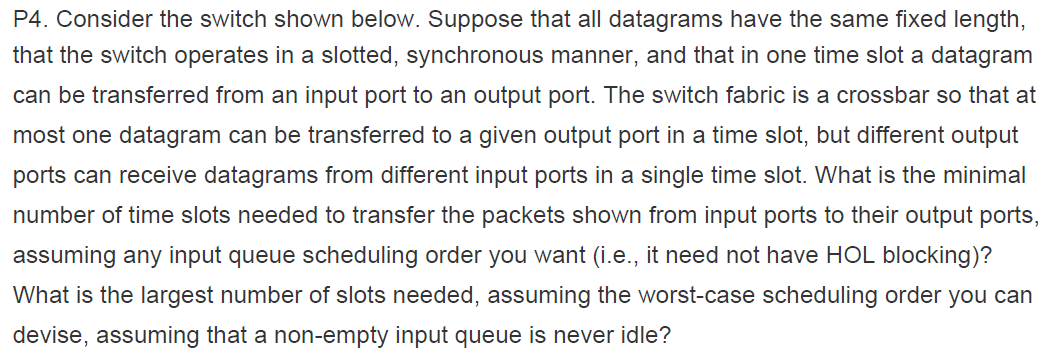 P4. Consider the switch shown below. Suppose that all datagrams have the same fixed length,
that the switch operates in a slotted, synchronous manner, and that in one time slot a datagram
can be transferred from an input port to an output port. The switch fabric is a crossbar so that at
most one datagram can be transferred to a given output port in a time slot, but different output
ports can receive datagrams from different input ports in a single time slot. What is the minimal
number of time slots needed to transfer the packets shown from input ports to their output ports,
assuming any input queue scheduling order you want (i.e., it need not have HOL blocking)?
What is the largest number of slots needed, assuming the worst-case scheduling order you can
devise, assuming that a non-empty input queue is never idle?